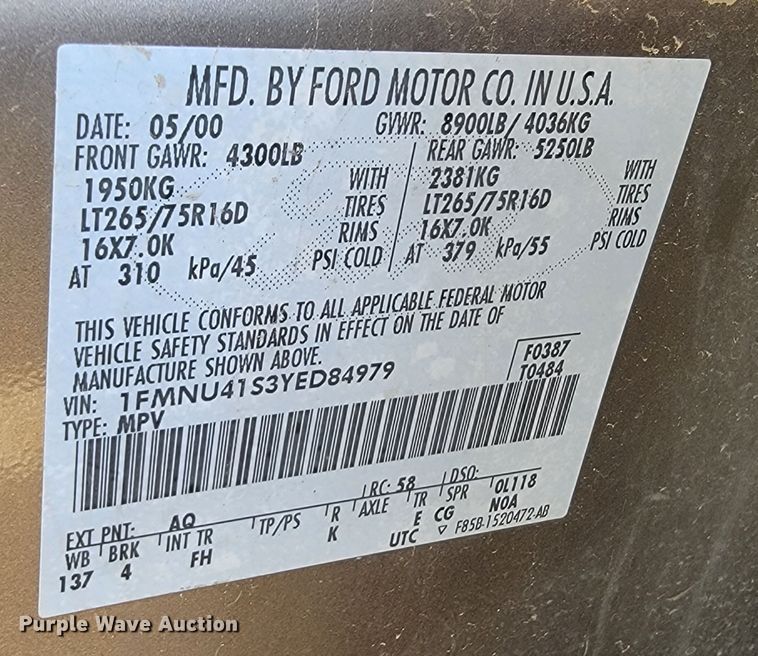 MFD. BY FORD MOTOR CO. IN U.S.A.
DATE: 05/00 GVWR: 8900LB/ 4036KG
FRONT GAWR: 4300LB REAR GAWR: 5250LB
1950KG WITH 2381KG WITH
LT265/75R16D TIRES LT265/75R16D TIRES
16X7.0K RIMS 16X7.0K RIMS
AT 310 kPa/45 PSI COLD AT 379 kPa/55 PSI COLD
THIS VEHICLE CONFORMS TO ALL APPLICABLE FEDERAL MOTOR
VEHICLE SAFETY STANDARDS IN EFFECT ON THE DATE OF
MANUFACTURE SHOWN ABOVE.
F0387
VIN: 1FMNU41S3YED84979 T0484
TYPE: MPV
EXT PNT: AQ RC: 58 DSO:
WB BRK INT TR TP/PS R AXLE TR SPR OL118
137 4 FH K E CG NOA
UTC ▽ F85B-1520472-AB
Purple Wave Auction